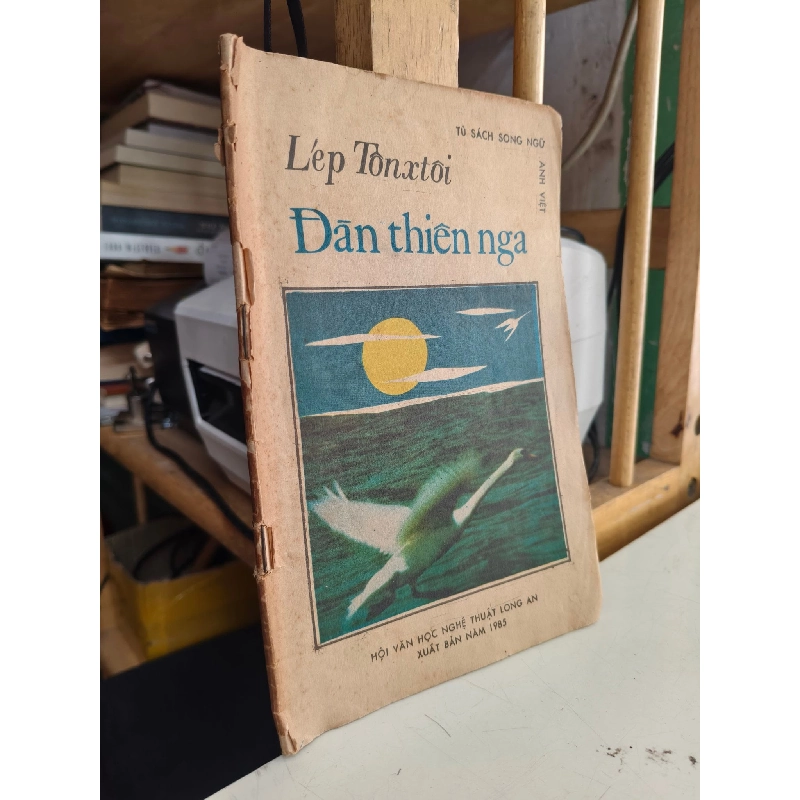 TỦ SÁCH SONG NGỮ
ANH VIỆT
Lép Tônxtôi
Đàn thiên nga
HỘI VĂN HỌC NGHỆ THUẬT LONG AN
XUẤT BẢN NĂM 1985